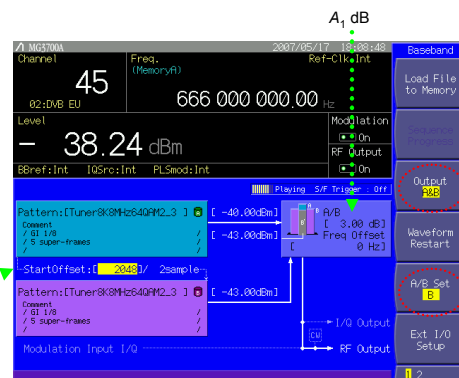 A1 dB
MG3700A 2007/05/17 18:08:48
Channel Freq. Ref-Clk:Int
(MemoryA)
45
02:DVB EU
666 000 000.00 Hz
Level
- 38.24 dBm
Modulation
On
RF Output
On
BBref:Int IQSrc:Int PLSmod:Int
Playing S/F Trigger : Off
Pattern:[Tuner8K8MHz64QAM2_3 ]
Comment
/ GI 1/8 /
/ 5 super-frames /
/ /
[ -40.00dBm]
[ -43.00dBm]
B
A/B
[ 3.00 dB]
Freq Offset
[ 0 Hz]
StartOffset:[ 2048]/ 2sample
Pattern:[Tuner8K8MHz64QAM2_3 ]
Comment
/ GI 1/8 /
/ 5 super-frames /
/ /
[ -43.00dBm]
I/Q Output
CW
Modulation Input I/Q
RF Output
Baseband
Load File
to Memory
Sequence
Progress
Output
A&B
Waveform
Restart
A/B Set
B
Ext I/O
Setup
1 2